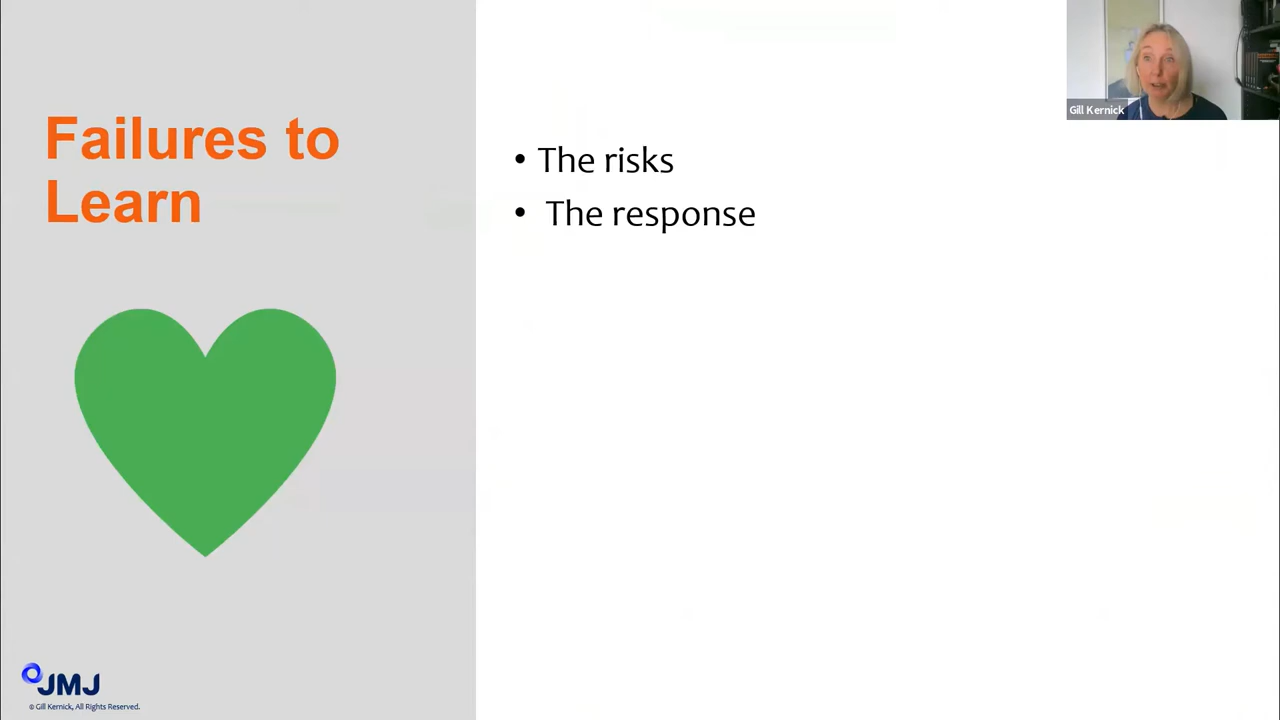 Failures to
Learn
• The risks
• The response
Gill Kernick
JMJ
© Gill Kernick, All Rights Reserved.